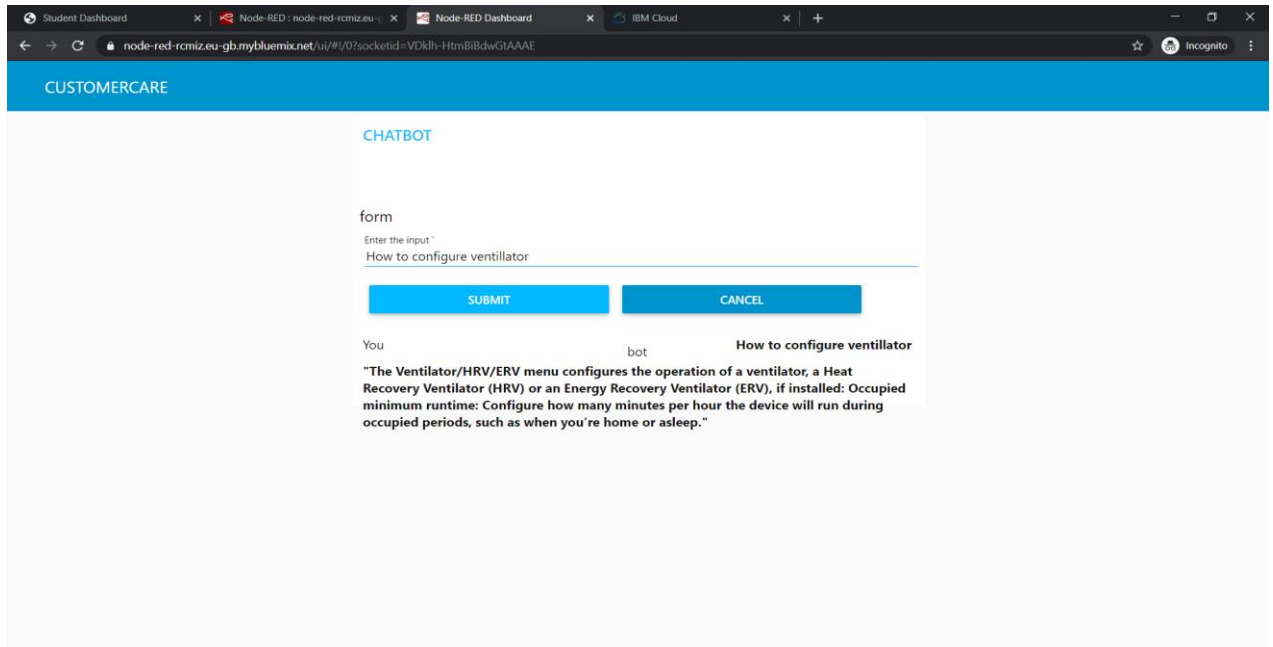 Student Dashboard
Node-RED : node-red-rcmiz.eu-g
Node-RED Dashboard
IBM Cloud
node-red-rcmiz.eu-gb.mybluemix.net/ui/#!/0?socketid=VDklh-HtmBiBdwGtAAAE
Incognito
CUSTOMERCARE
CHATBOT
form
Enter the input *
How to configure ventillator
SUBMIT
CANCEL
You
bot
How to configure ventillator
"The Ventilator/HRV/ERV menu configures the operation of a ventilator, a Heat
Recovery Ventilator (HRV) or an Energy Recovery Ventilator (ERV), if installed: Occupied
minimum runtime: Configure how many minutes per hour the device will run during
occupied periods, such as when you're home or asleep."